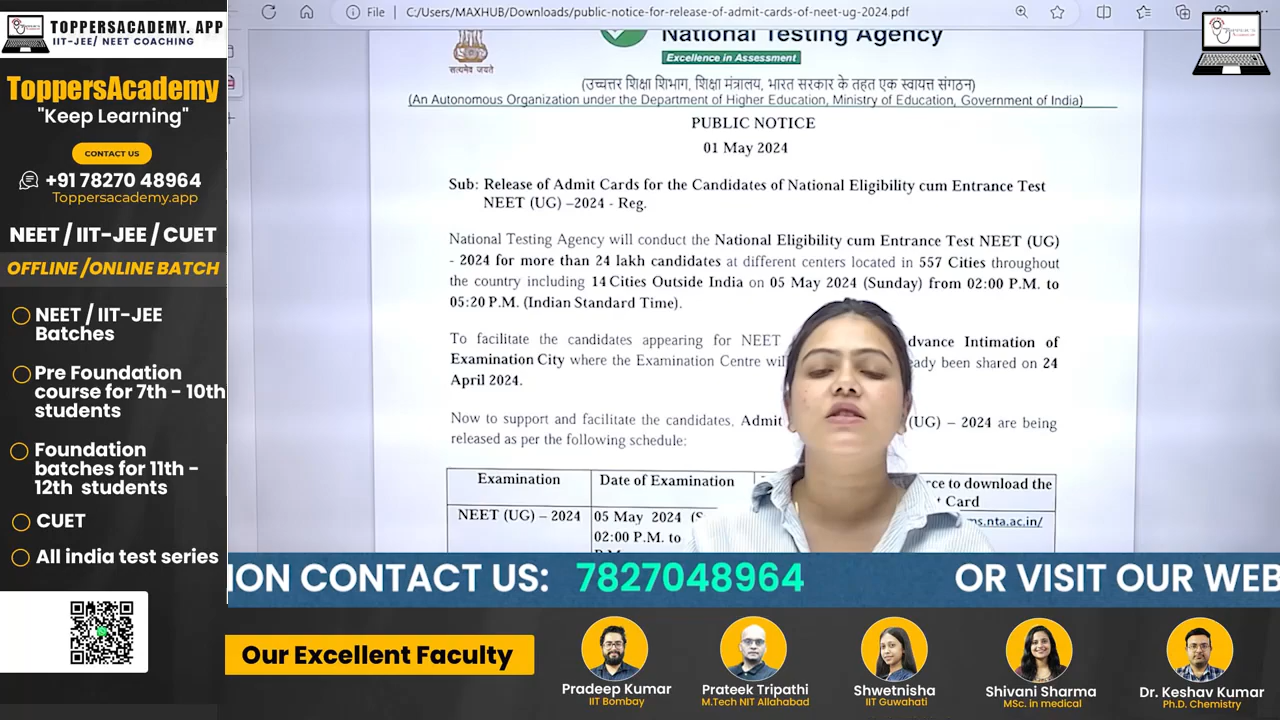 TOPPERSACADEMY. APP
IIT-JEE/ NEET COACHING
ToppersAcademy
"Keep Learning"
CONTACT US
+91 78270 48964
Toppersacademy.app
NEET / IIT-JEE / CUET
OFFLINE /ONLINE BATCH
NEET / IIT-JEE
Batches
Pre Foundation
course for 7th - 10th
students
Foundation
batches for 11th -
12th students
CUET
All india test series
File C:/Users/MAXHUB/Downloads/public-notice-for-release-of-admit-cards-of-neet-ug-2024.pdf
सत्यमेव जयते
National Testing Agency
Excellence in Assessment
(उच्चत्तर शिक्षा शिभाग, शिक्षा मंत्रालय, भारत सरकार के तहत एक स्वायत्त संगठन)
(An Autonomous Organization under the Department of Higher Education, Ministry of Education, Government of India)
PUBLIC NOTICE
01 May 2024
Sub: Release of Admit Cards for the Candidates of National Eligibility cum Entrance Test
NEET (UG) –2024 - Reg.
National Testing Agency will conduct the National Eligibility cum Entrance Test NEET (UG)
- 2024 for more than 24 lakh candidates at different centers located in 557 Cities throughout
the country including 14 Cities Outside India on 05 May 2024 (Sunday) from 02:00 P.M. to
05:20 P.M. (Indian Standard Time).
To facilitate the candidates appearing for NEET dvance Intimation of
Examination City where the Examination Centre wil eady been shared on 24
April 2024.
Now to support and facilitate the candidates, Admit (UG) – 2024 are being
released as per the following schedule:
Examination Date of Examination rce to download the
t Card
NEET (UG) – 2024 05 May 2024 (S ms.nta.ac.in/
02:00 P.M. to
ION CONTACT US: 7827048964 OR VISIT OUR WEB
Our Excellent Faculty
Pradeep Kumar
IIT Bombay
Prateek Tripathi
M.Tech NIT Allahabad
Shwetnisha
IIT Guwahati
Shivani Sharma
MSc. in medical
Dr. Keshav Kumar
Ph.D. Chemistry